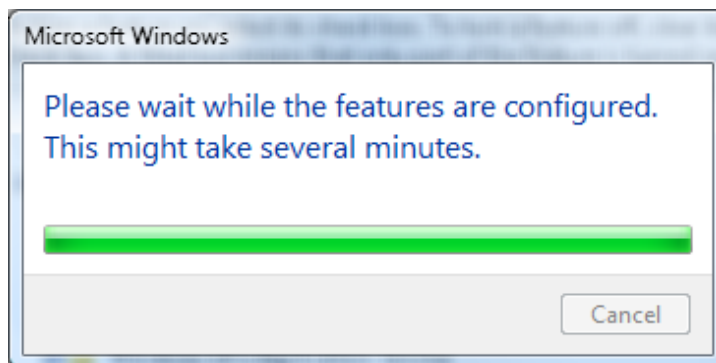 Microsoft Windows
Please wait while the features are configured.
This might take several minutes.
Cancel